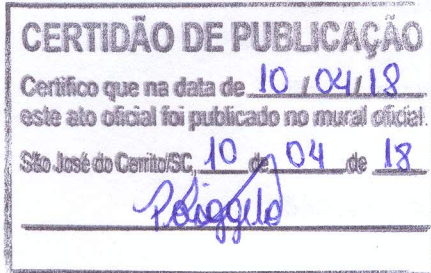 CERTIDÃO DE PUBLICAÇÃO
Certifico que na data de 10 / 04 / 18
este ato oficial foi publicado no mural oficial.
São José do Cerrito/SC, 10 de 04 de 18